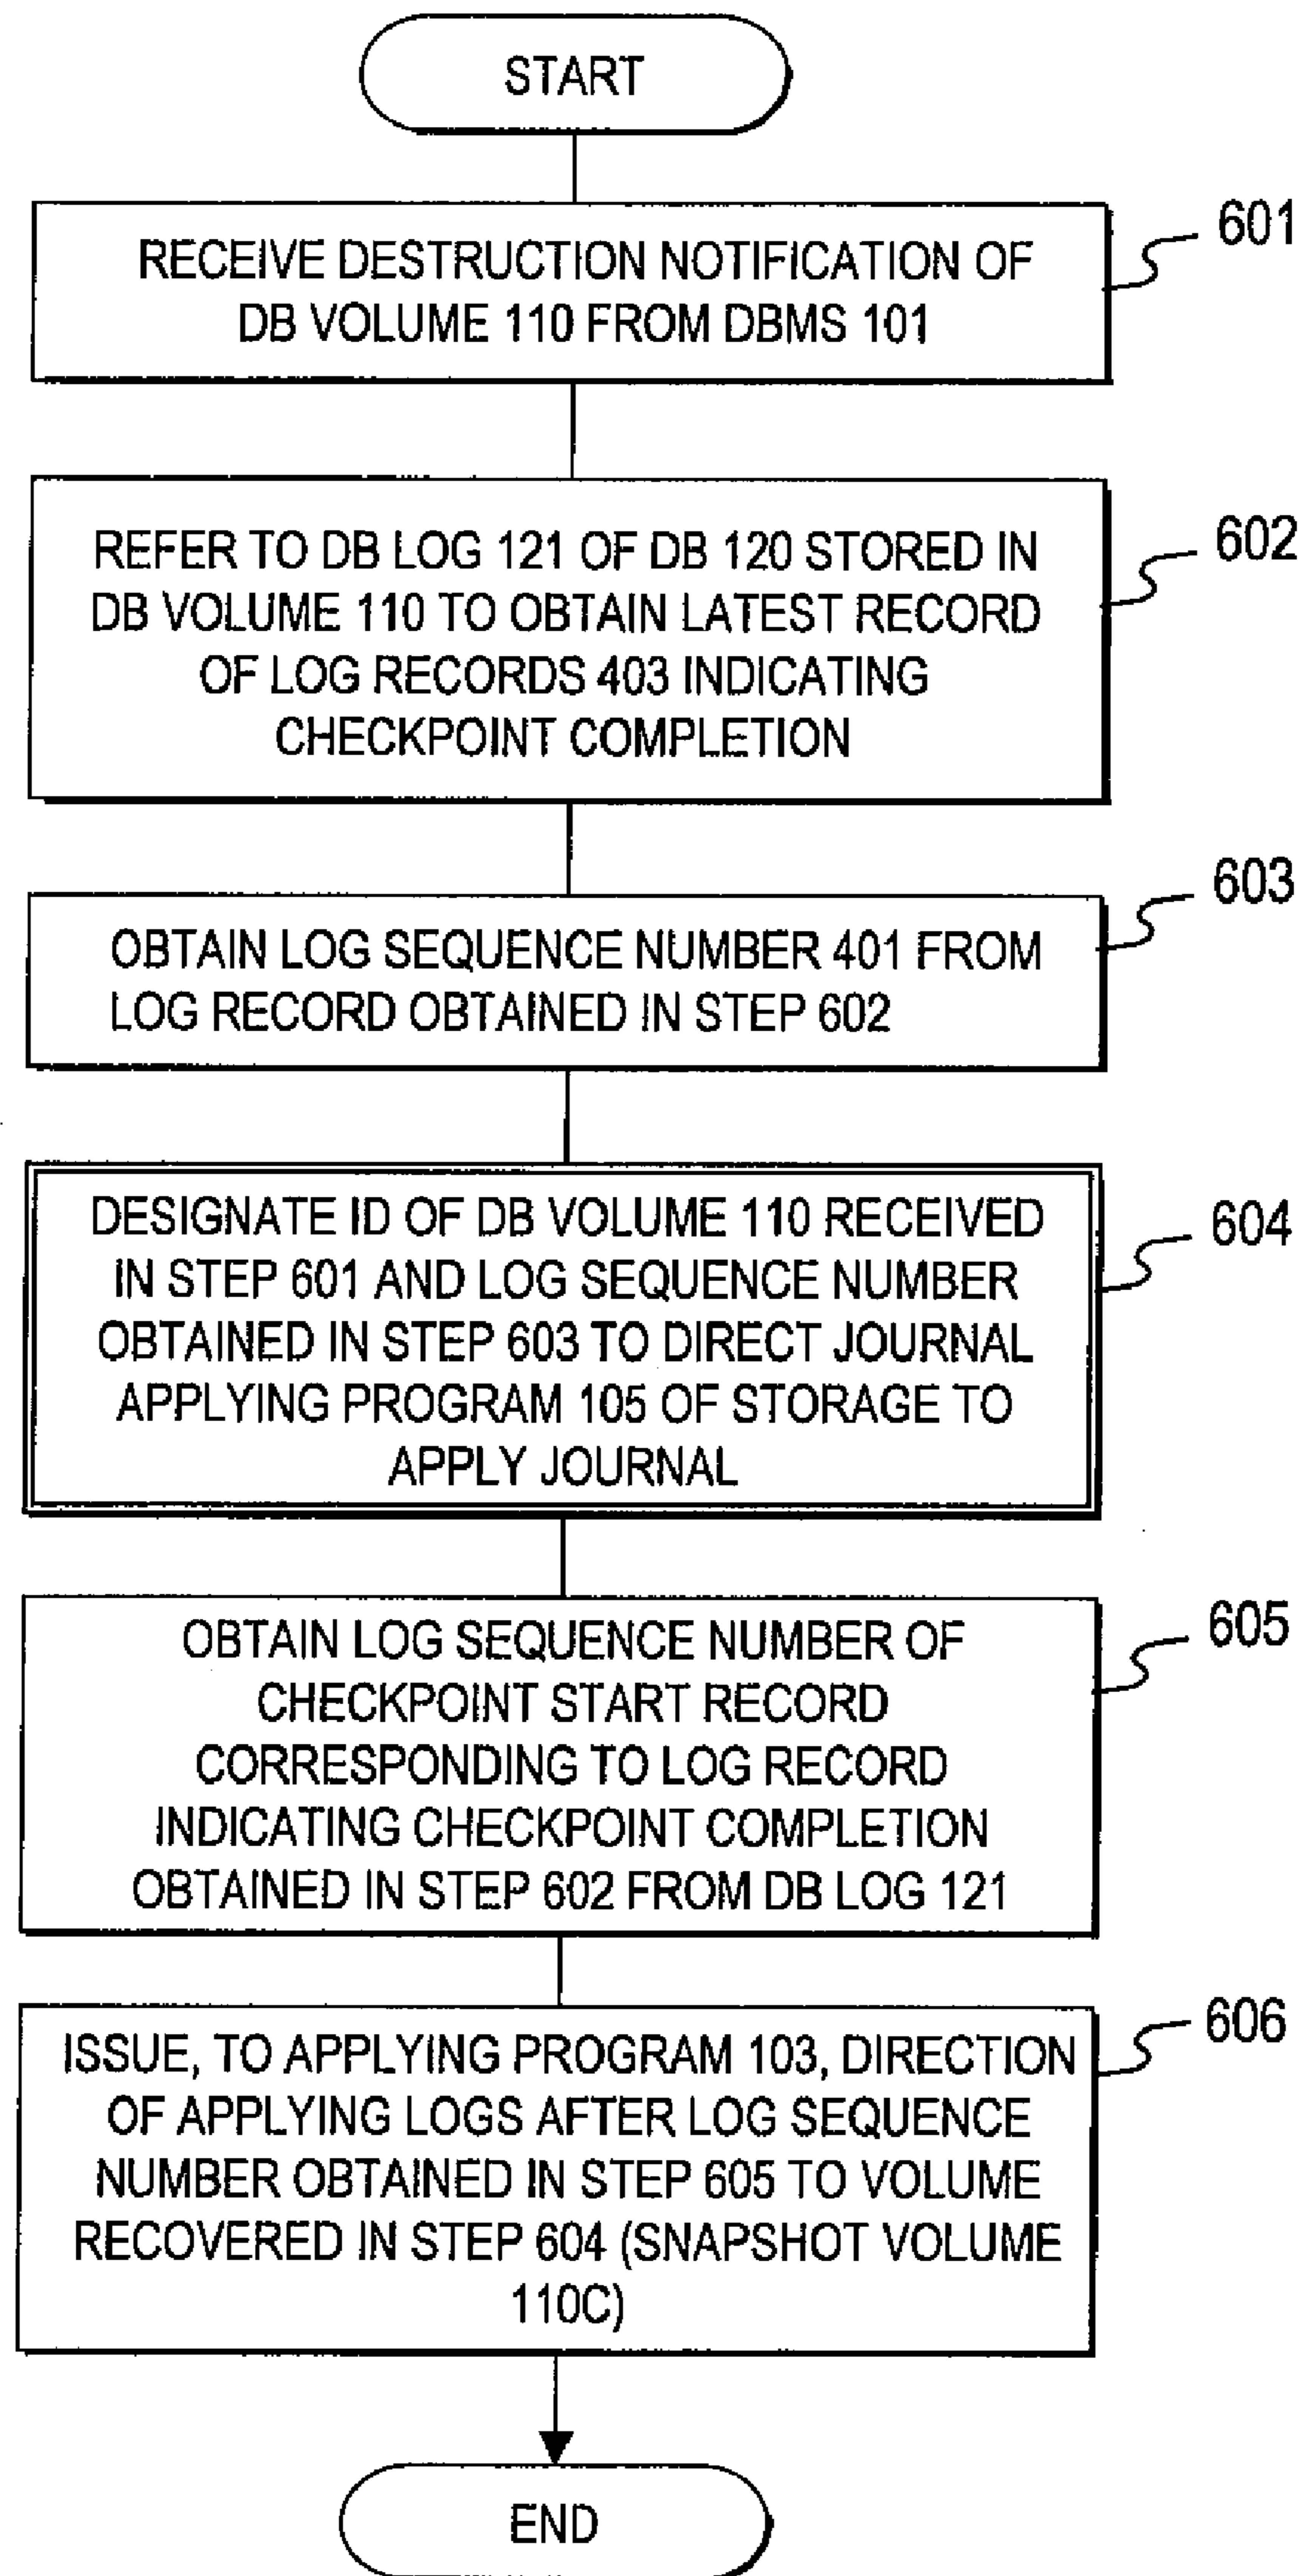 START
RECEIVE DESTRUCTION NOTIFICATION OF
DB VOLUME 110 FROM DBMS 101
601
REFER TO DB LOG 121 OF DB 120 STORED IN
DB VOLUME 110 TO OBTAIN LATEST RECORD
OF LOG RECORDS 403 INDICATING
CHECKPOINT COMPLETION
602
OBTAIN LOG SEQUENCE NUMBER 401 FROM
LOG RECORD OBTAINED IN STEP 602
603
DESIGNATE ID OF DB VOLUME 110 RECEIVED
IN STEP 601 AND LOG SEQUENCE NUMBER
OBTAINED IN STEP 603 TO DIRECT JOURNAL
APPLYING PROGRAM 105 OF STORAGE TO
APPLY JOURNAL
604
OBTAIN LOG SEQUENCE NUMBER OF
CHECKPOINT START RECORD
CORRESPONDING TO LOG RECORD
INDICATING CHECKPOINT COMPLETION
OBTAINED IN STEP 602 FROM DB LOG 121
605
ISSUE, TO APPLYING PROGRAM 103, DIRECTION
OF APPLYING LOGS AFTER LOG SEQUENCE
NUMBER OBTAINED IN STEP 605 TO VOLUME
RECOVERED IN STEP 604 (SNAPSHOT VOLUME
110C)
606
END